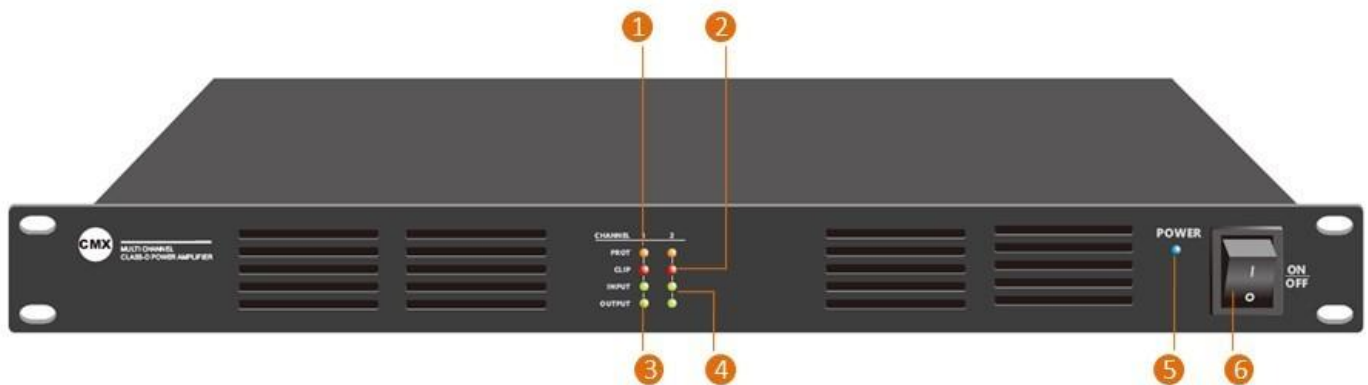 1 2
CMX
MULTI CHANNEL
CLASS-D POWER AMPLIFIER
CHANNEL 1 2
PROT
CLIP
INPUT
OUTPUT
POWER
I
O
ON
OFF
3 4 5 6